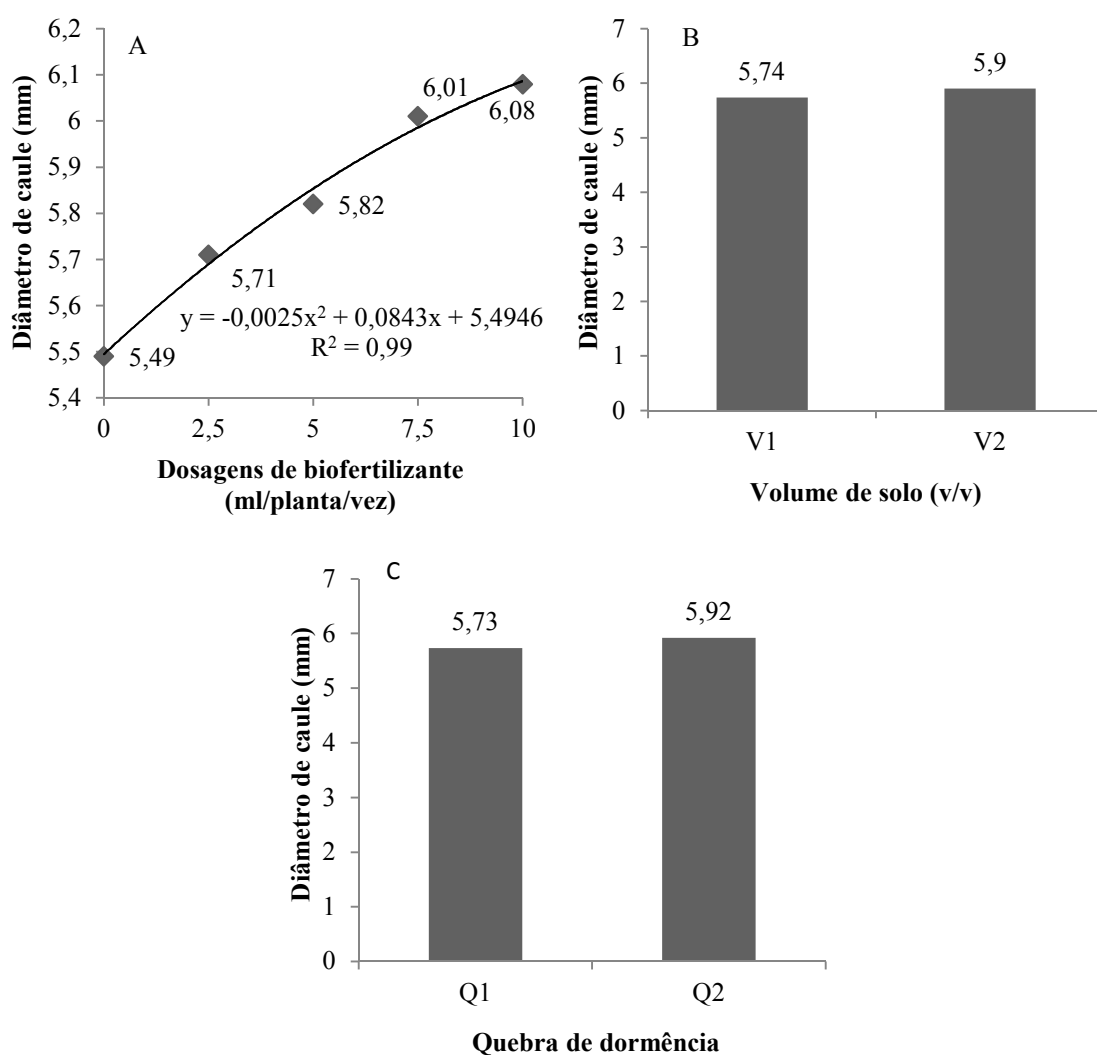 A
Diâmetro de caule (mm)
6,2
6,1
6
5,9
5,8
5,7
5,6
5,5
5,4
6,01
6,08
5,82
5,71
5,49
y = -0,0025x² + 0,0843x + 5,4946
R² = 0,99
0 2,5 5 7,5 10
Dosagens de biofertilizante
(ml/planta/vez)
B
Diâmetro de caule (mm)
7
6
5
4
3
2
1
0
5,74 5,9
V1 V2
Volume de solo (v/v)
C
Diâmetro de caule (mm)
7
6
5
4
3
2
1
0
5,73 5,92
Q1 Q2
Quebra de dormência